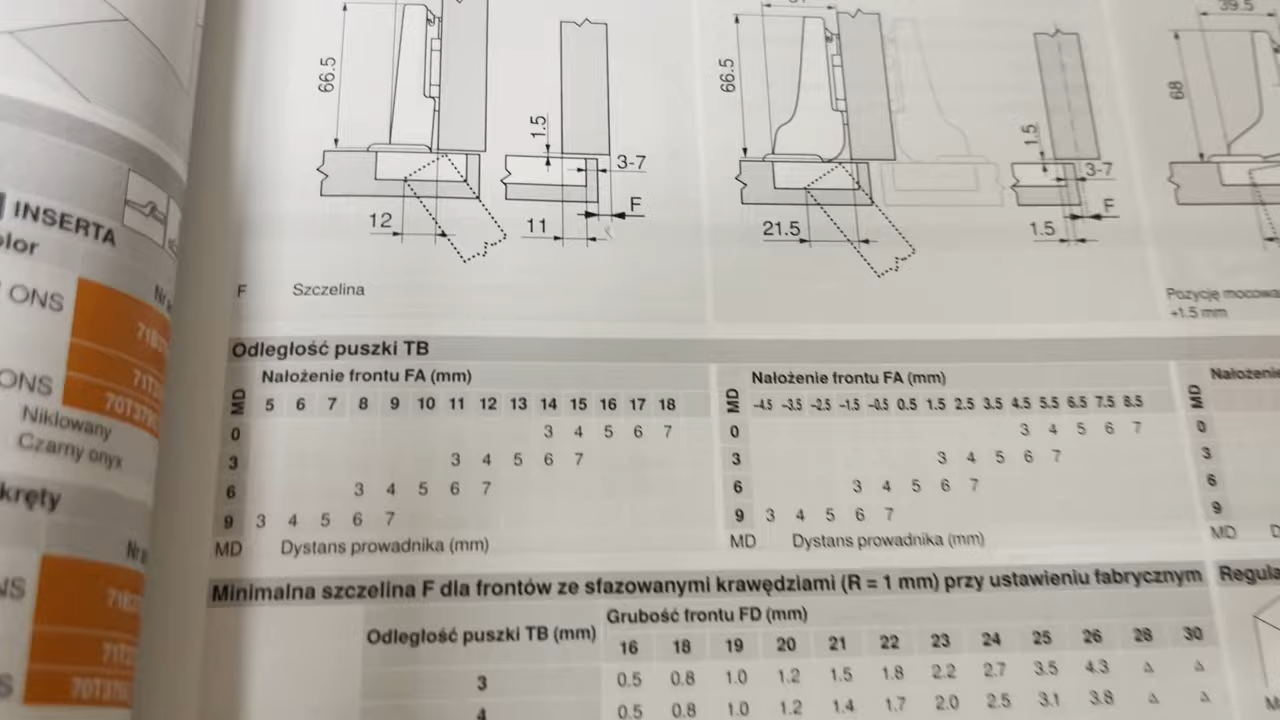 INSERTA
ONS
ONS
Niklowany
Czarny onyx
kręty
66.5
12
1.5
3-7
11
F
66.5
21.5
1.5
3-7
F
1.5
39.5
68
F Szczelina
Pozycję
+1.5 mm
Odległość puszki TB
Nałożenie frontu FA (mm)
MD 5 6 7 8 9 10 11 12 13 14 15 16 17 18
0 3 4 5 6 7
3 3 4 5 6 7
6 3 4 5 6 7
9 3 4 5 6 7
MD Dystans prowadnika (mm)
Nałożenie frontu FA (mm)
MD -4.5 -3.5 -2.5 -1.5 -0.5 0.5 1.5 2.5 3.5 4.5 5.5 6.5 7.5 8.5
0 3 4 5 6 7
3 3 4 5 6 7
6 3 4 5 6 7
9 3 4 5 6 7
MD Dystans prowadnika (mm)
MD
0
3
6
9
MD
Minimalna szczelina F dla frontów ze sfazowanymi krawędziami (R = 1 mm) przy ustawieniu fabrycznym
Odległość puszki TB (mm)
Grubość frontu FD (mm)
16 18 19 20 21 22 23 24 25 26 28 30
3 0.5 0.8 1.0 1.2 1.5 1.8 2.2 2.7 3.5 4.3 Δ Δ
4 0.5 0.8 1.0 1.2 1.4 1.7 2.0 2.5 3.1 3.8 Δ Δ